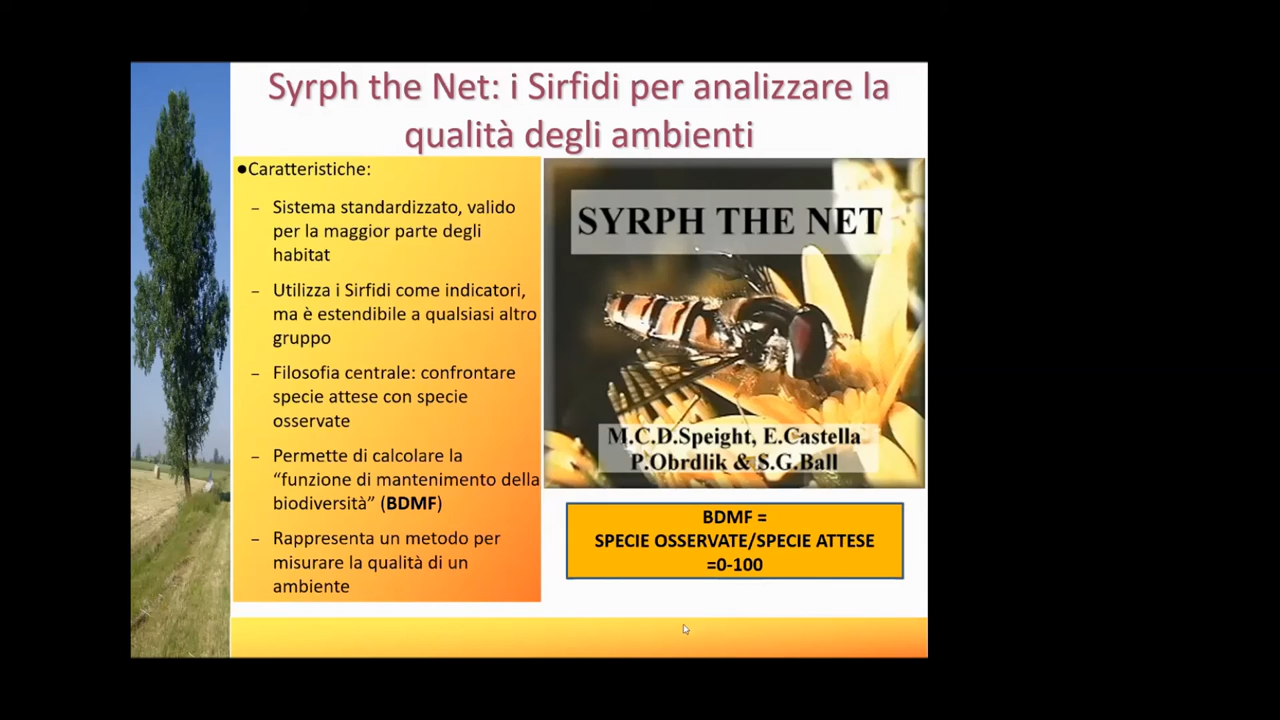 Syrph the Net: i Sirfidi per analizzare la
qualità degli ambienti
●Caratteristiche:
– Sistema standardizzato, valido
per la maggior parte degli
habitat
– Utilizza i Sirfidi come indicatori,
ma è estendibile a qualsiasi altro
gruppo
– Filosofia centrale: confrontare
specie attese con specie
osservate
– Permette di calcolare la
“funzione di mantenimento della
biodiversità” (BDMF)
– Rappresenta un metodo per
misurare la qualità di un
ambiente
SYRPH THE NET
M.C.D.Speight, E.Castella
P.Obrdlik & S.G.Ball
BDMF =
SPECIE OSSERVATE/SPECIE ATTESE
=0-100